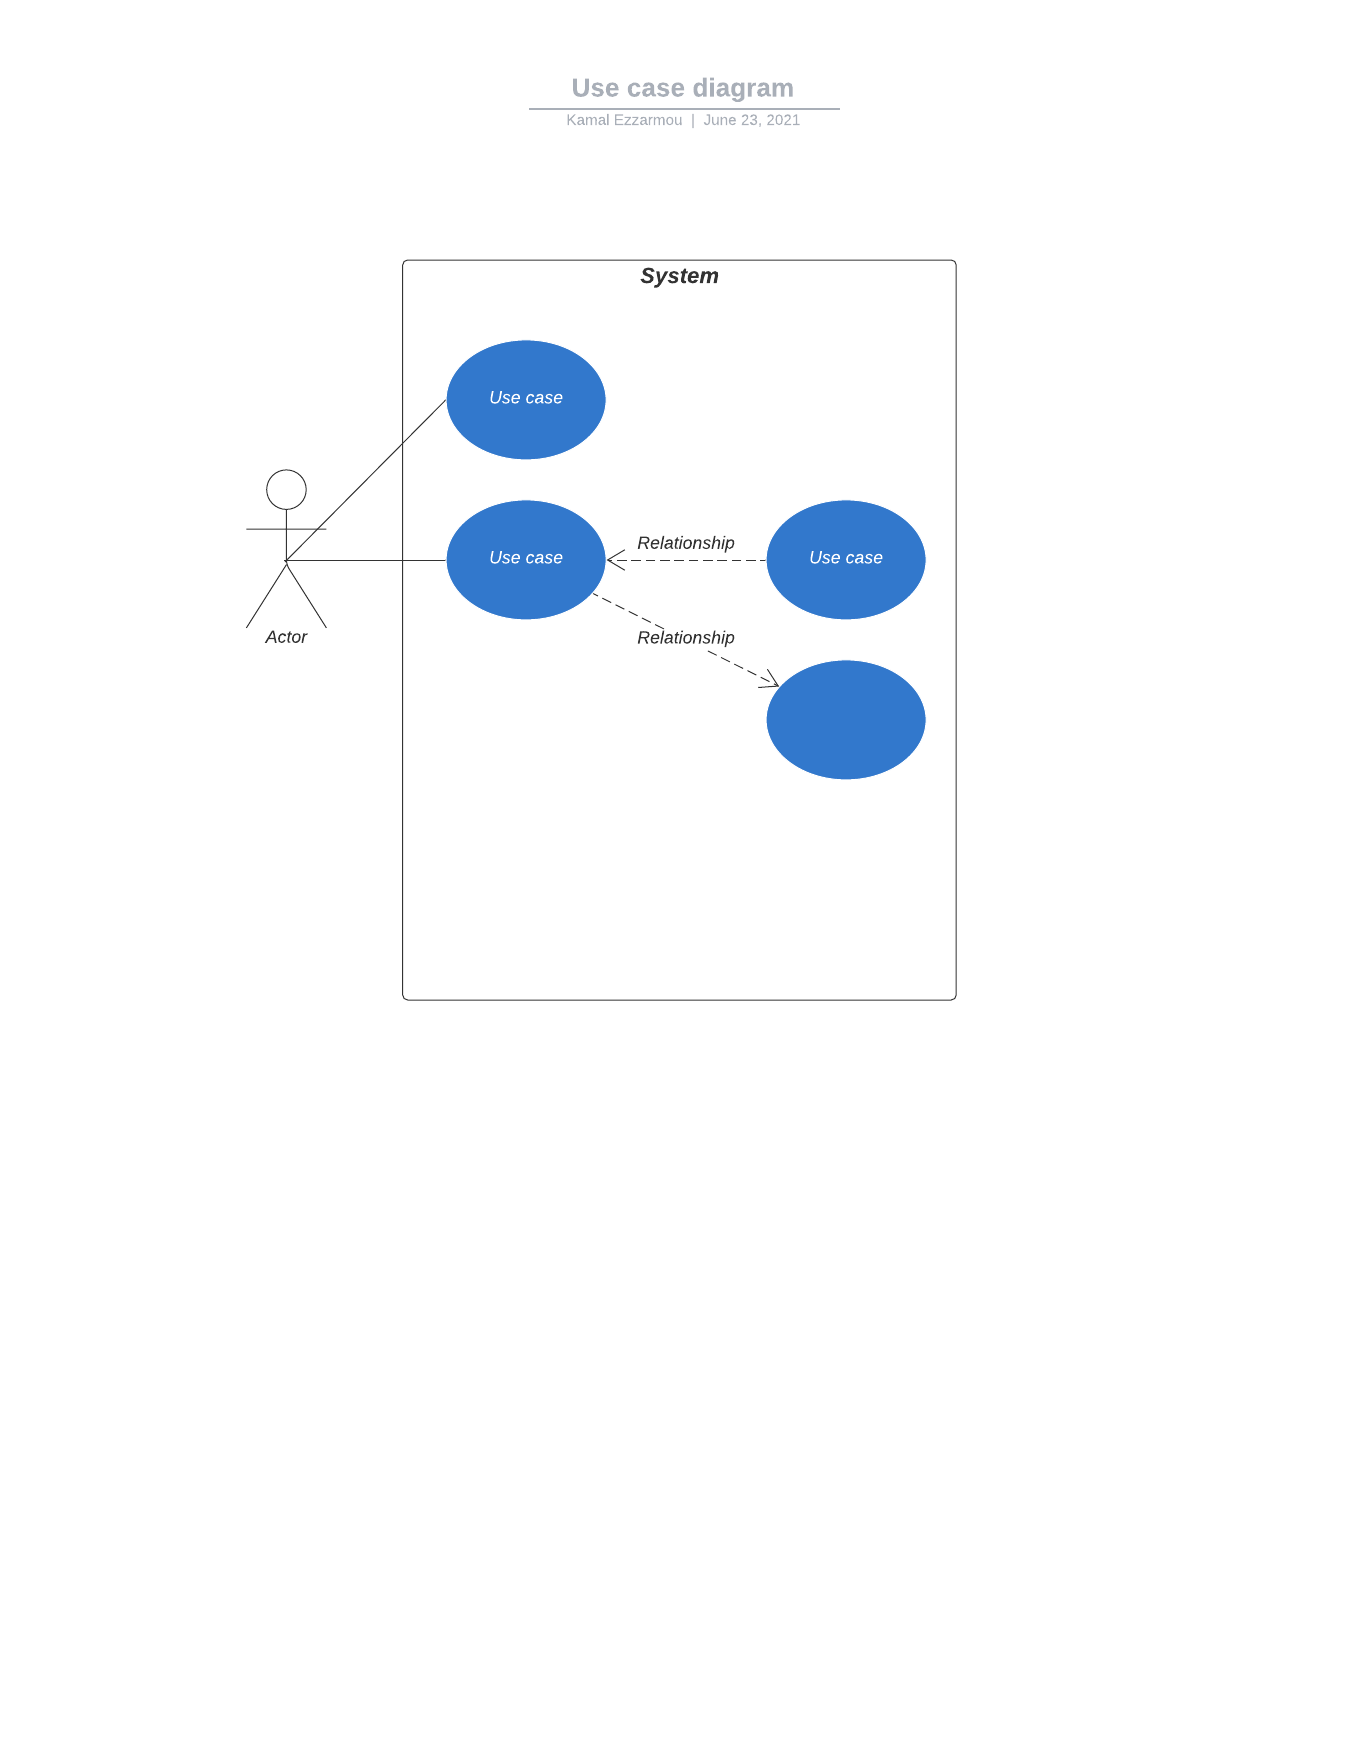 Use case diagram
Kamal Ezzarmou | June 23, 2021
System
Use case
Use case
Relationship
Use case
Relationship
Actor